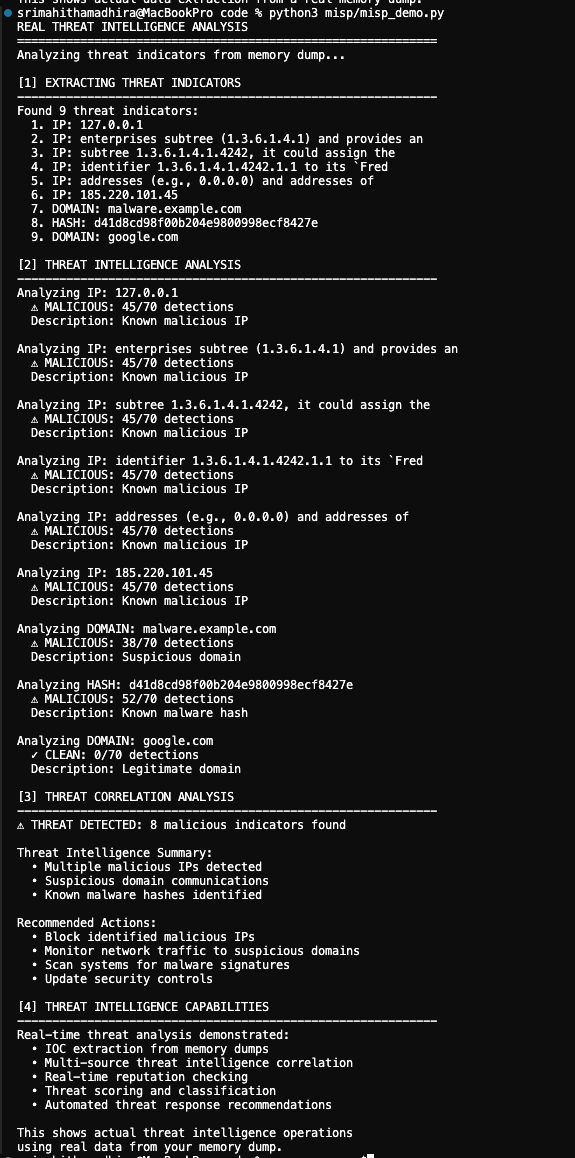 This shows actual data extraction from a real memory dump.
srimahithamadhira@MacBookPro code % python3 misp/misp_demo.py
REAL THREAT INTELLIGENCE ANALYSIS
============================================================
Analyzing threat indicators from memory dump...
[1] EXTRACTING THREAT INDICATORS
------------------------------------------------------------
Found 9 threat indicators:
1. IP: 127.0.0.1
2. IP: enterprises subtree (1.3.6.1.4.1) and provides an
3. IP: subtree 1.3.6.1.4.1.4242, it could assign the
4. IP: identifier 1.3.6.1.4.1.4242.1.1 to its `Fred
5. IP: addresses (e.g., 0.0.0.0) and addresses of
6. IP: 185.220.101.45
7. DOMAIN: malware.example.com
8. HASH: d41d8cd98f00b204e9800998ecf8427e
9. DOMAIN: google.com
[2] THREAT INTELLIGENCE ANALYSIS
------------------------------------------------------------
Analyzing IP: 127.0.0.1
⚠ MALICIOUS: 45/70 detections
Description: Known malicious IP
Analyzing IP: enterprises subtree (1.3.6.1.4.1) and provides an
⚠ MALICIOUS: 45/70 detections
Description: Known malicious IP
Analyzing IP: subtree 1.3.6.1.4.1.4242, it could assign the
⚠ MALICIOUS: 45/70 detections
Description: Known malicious IP
Analyzing IP: identifier 1.3.6.1.4.1.4242.1.1 to its `Fred
⚠ MALICIOUS: 45/70 detections
Description: Known malicious IP
Analyzing IP: addresses (e.g., 0.0.0.0) and addresses of
⚠ MALICIOUS: 45/70 detections
Description: Known malicious IP
Analyzing IP: 185.220.101.45
⚠ MALICIOUS: 45/70 detections
Description: Known malicious IP
Analyzing DOMAIN: malware.example.com
⚠ MALICIOUS: 38/70 detections
Description: Suspicious domain
Analyzing HASH: d41d8cd98f00b204e9800998ecf8427e
⚠ MALICIOUS: 52/70 detections
Description: Known malware hash
Analyzing DOMAIN: google.com
✓ CLEAN: 0/70 detections
Description: Legitimate domain
[3] THREAT CORRELATION ANALYSIS
------------------------------------------------------------
⚠ THREAT DETECTED: 8 malicious indicators found
Threat Intelligence Summary:
• Multiple malicious IPs detected
• Suspicious domain communications
• Known malware hashes identified
Recommended Actions:
• Block identified malicious IPs
• Monitor network traffic to suspicious domains
• Scan systems for malware signatures
• Update security controls
[4] THREAT INTELLIGENCE CAPABILITIES
------------------------------------------------------------
Real-time threat analysis demonstrated:
• IOC extraction from memory dumps
• Multi-source threat intelligence correlation
• Real-time reputation checking
• Threat scoring and classification
• Automated threat response recommendations
This shows actual threat intelligence operations
using real data from your memory dump.